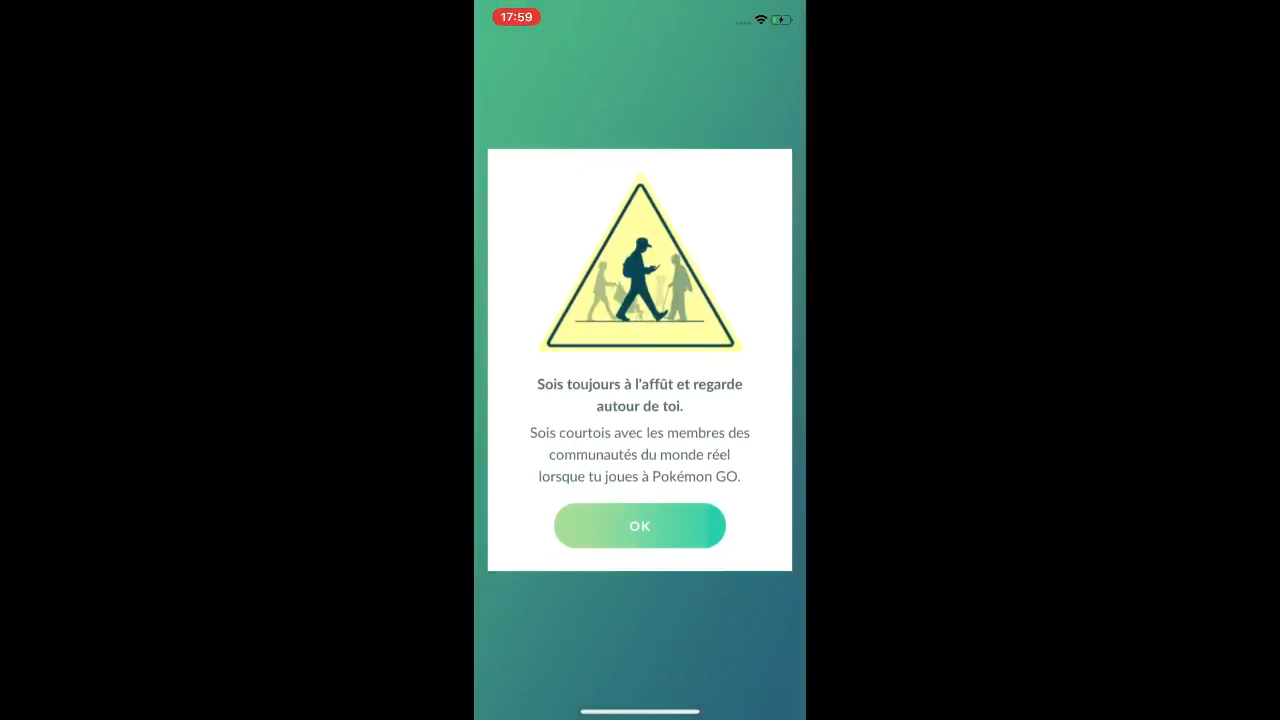 17:59
Sois toujours à l'affût et regarde
autour de toi.
Sois courtois avec les membres des
communautés du monde réel
lorsque tu joues à Pokémon GO.
OK